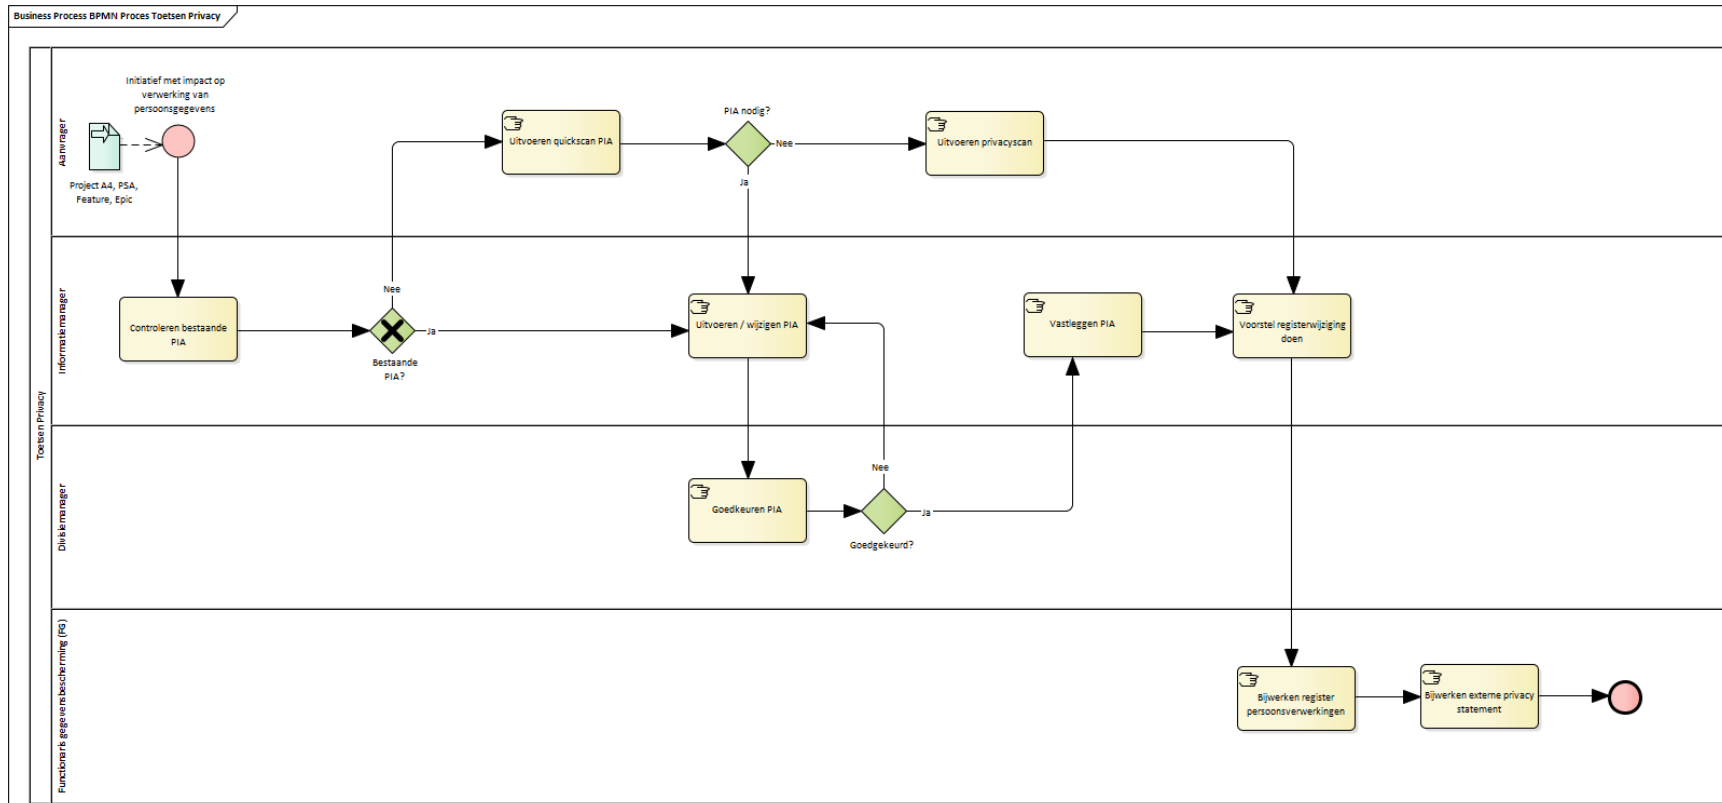 Business Process BPMN Proces Toetsen Privacy
Toetsen Privacy
Aanvrager
Initiatief met impact op
verwerking van
persoonsgegevens
Project A4, PSA,
Feature, Epic
Uitvoeren quickscan PIA
PIA nodig?
Nee
Ja
Uitvoeren privacyscan
Informatiemanager
Controleren bestaande
PIA
Nee
Ja
Bestaande
PIA?
Uitvoeren / wijzigen PIA
Vastleggen PIA
Voorstel registerwijziging
doen
Divisiemanager
Goedkeuren PIA
Nee
Ja
Goedgekeurd?
Functionaris gegevensbescherming (FG)
Bijwerken register
persoonsverwerkingen
Bijwerken externe privacy
statement